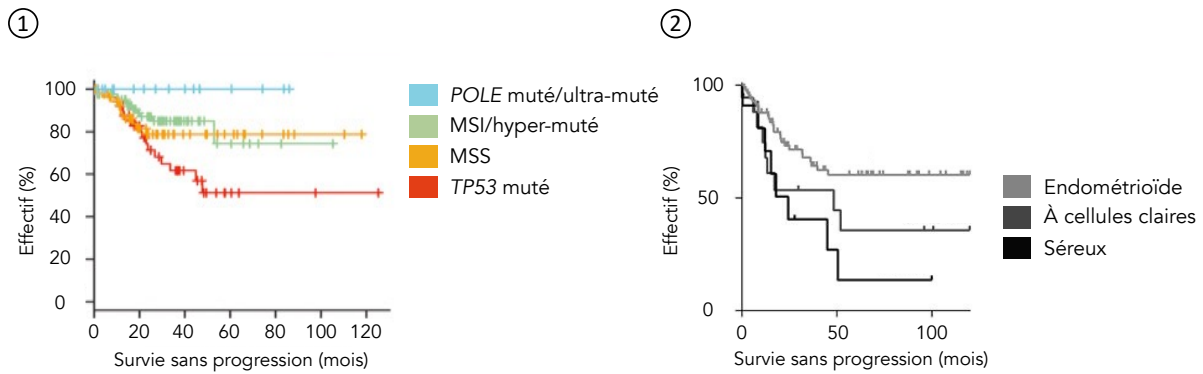 ①
100
80
60
40
20
0
0 20 40 60 80 100 120
Effectif (%)
Survie sans progression (mois)
POLE muté/ultra-muté
MSI/hyper-muté
MSS
TP53 muté
②
100
50
0
0 50 100
Effectif (%)
Survie sans progression (mois)
Endométrioïde
À cellules claires
Séreux